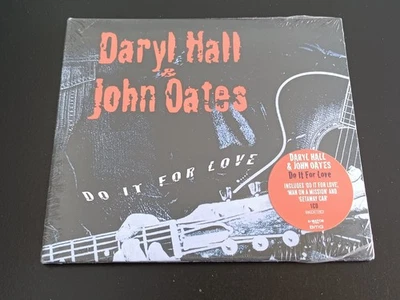 Daryl Hall
&
John Oates
DO IT FOR LOVE
DARYL HALL
& JOHN OATES
Do It For Love
INCLUDES 'DO IT FOR LOVE',
'MAN ON A MISSION' AND
'GETAWAY CAR'
1CD
BMG